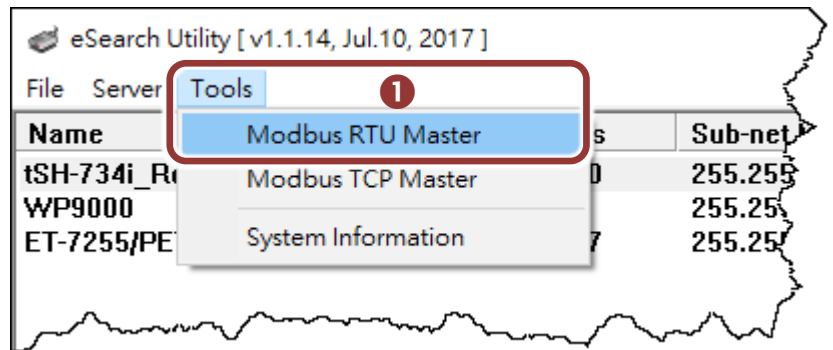 eSearch Utility [ v1.1.14, Jul.10, 2017 ]
File Server Tools
1
Name Modbus RTU Master s Sub-net
tSH-734i_R Modbus TCP Master 0 255.255
WP9000 255.25
ET-7255/PE System Information 7 255.25